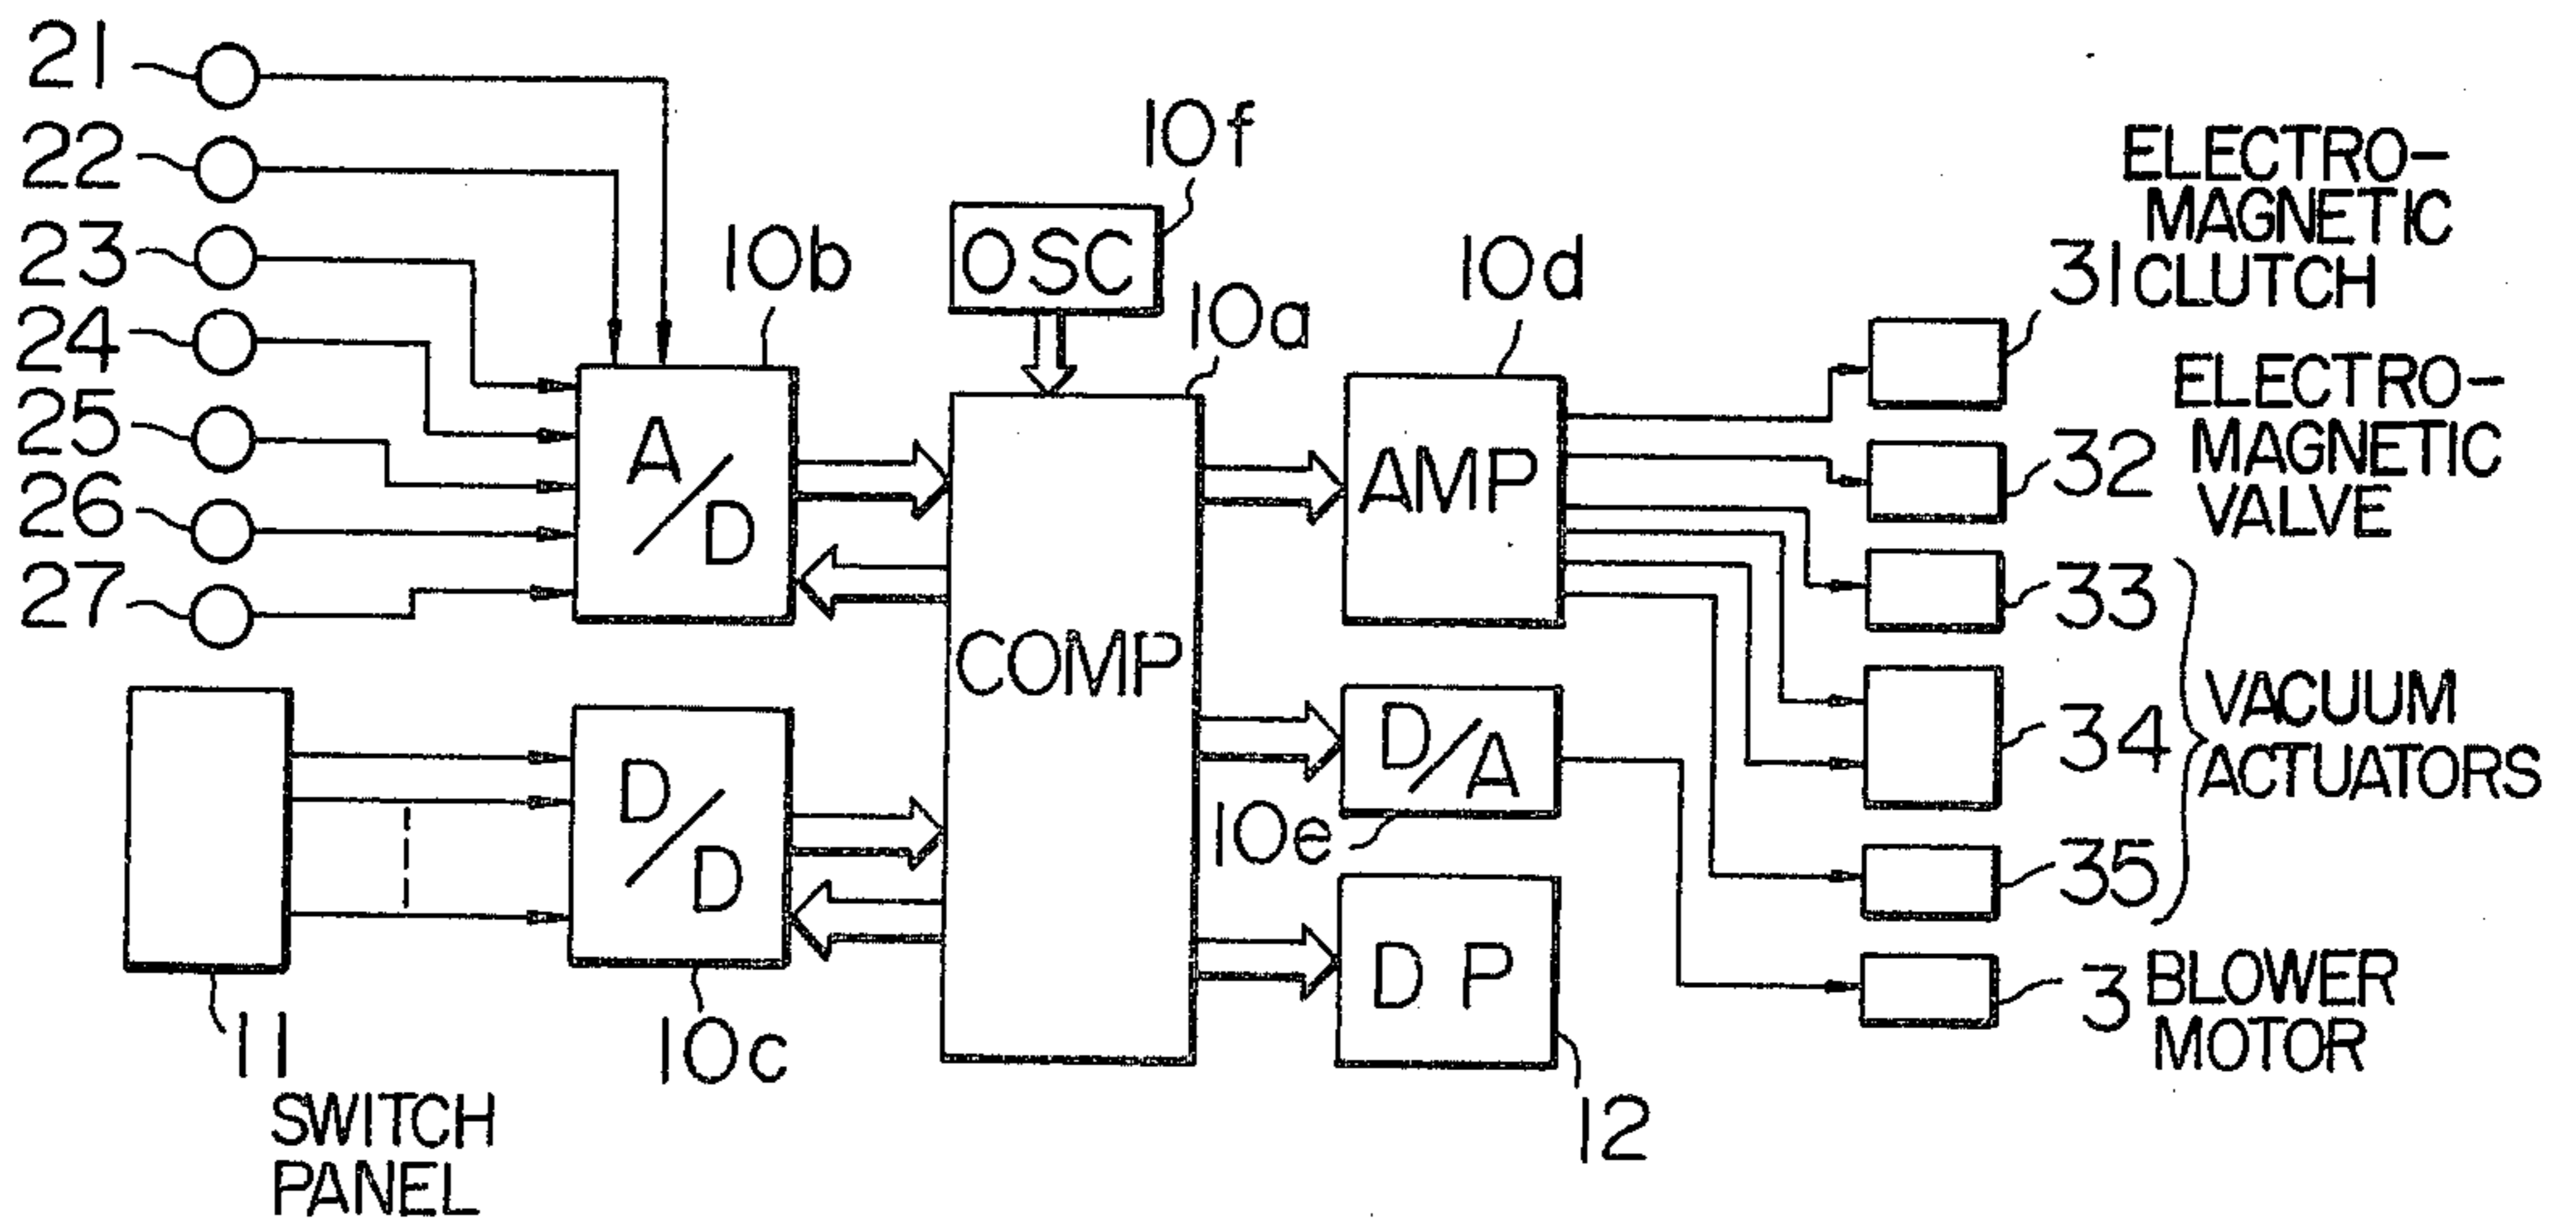 21
22
23
24
25
26
27
10b
A/D
10f
OSC
10a
COMP
10d
AMP
D/A
10e
DP
12
D/D
10c
11
SWITCH
PANEL
ELECTRO-
MAGNETIC
31 CLUTCH
ELECTRO-
MAGNETIC
VALVE
32
33
34
35
VACUUM
ACTUATORS
3 BLOWER
MOTOR